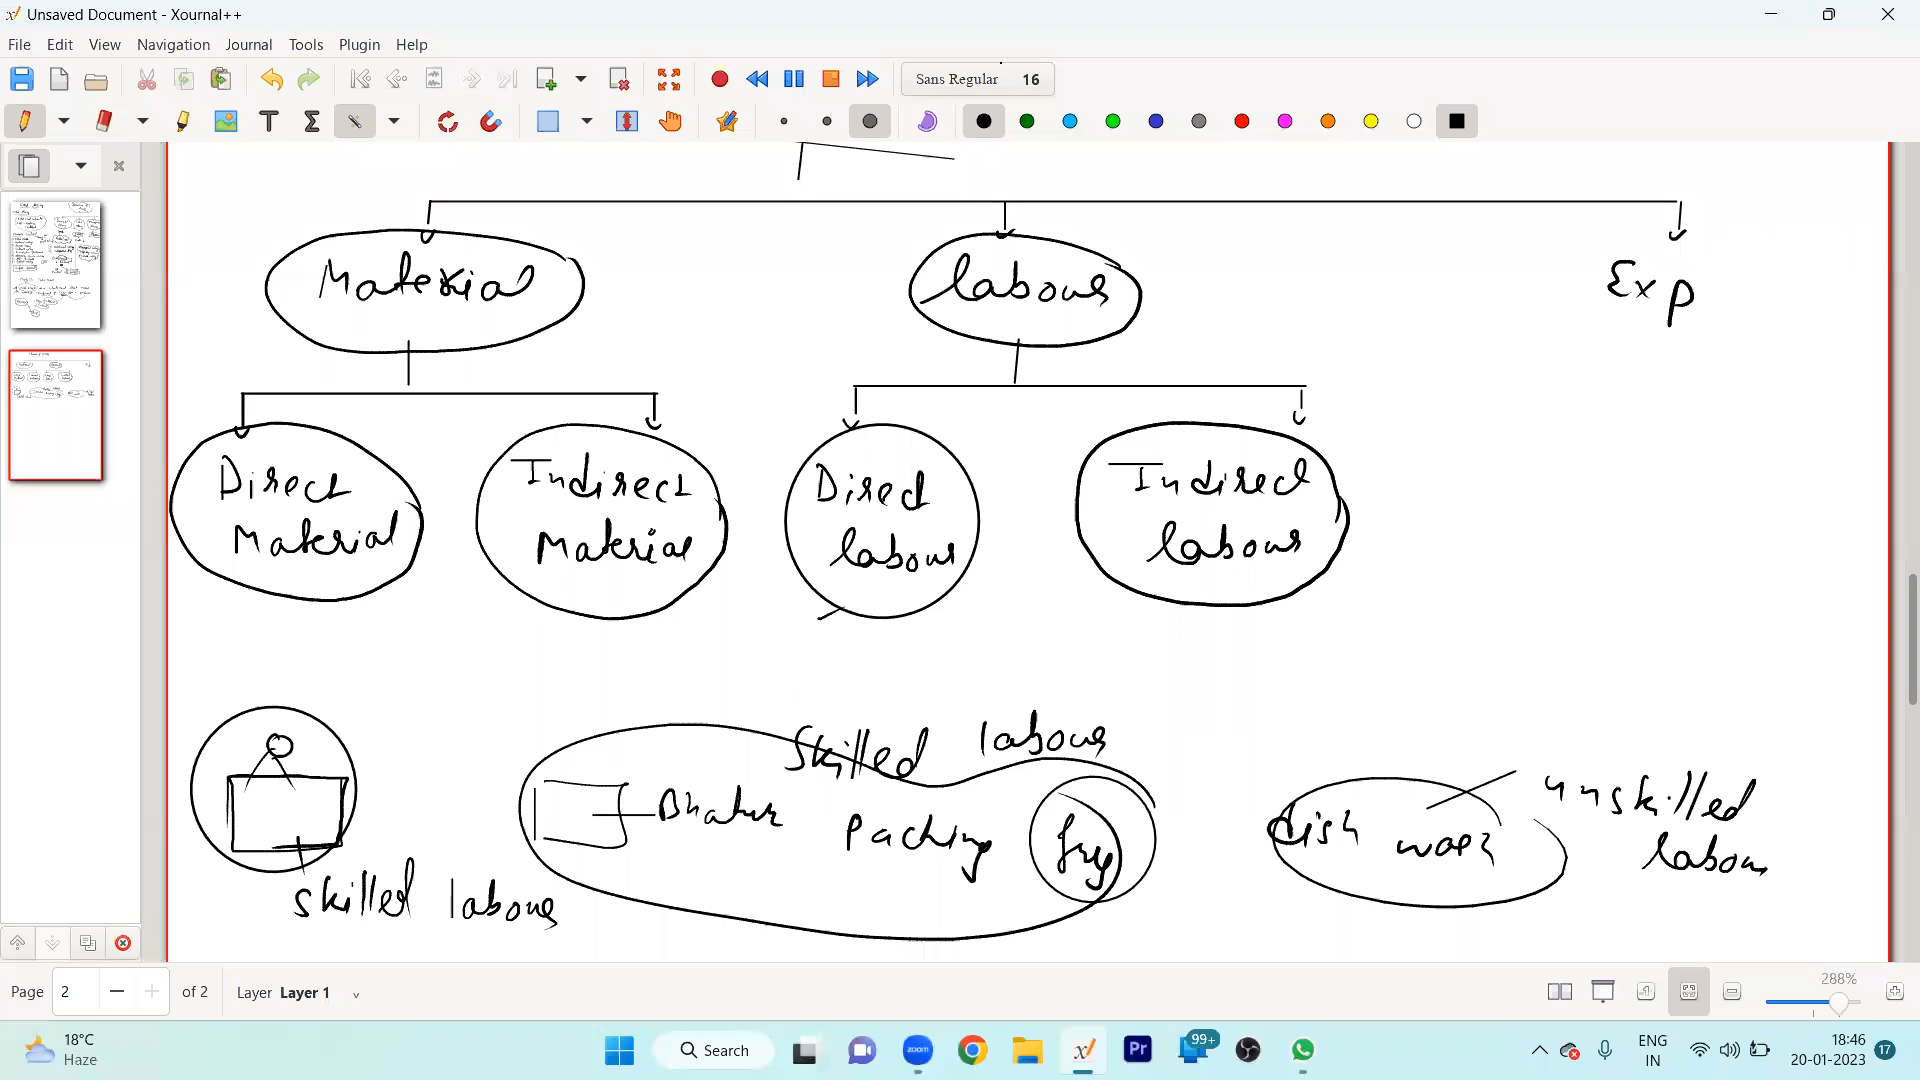 Unsaved Document - Xournal++
File Edit View Navigation Journal Tools Plugin Help
Sans Regular 16
Material
labour
Exp
Direct
Material
Indirect
Material
Direct
labour
Indirect
labour
skilled labour
skilled labour
Packing
fry
dish wash
unskilled
labour
Page 2 of 2 Layer Layer 1
288%
18°C
Haze
Search
zoom
Pr
99+
ENG
IN
18:46
20-01-2023
17